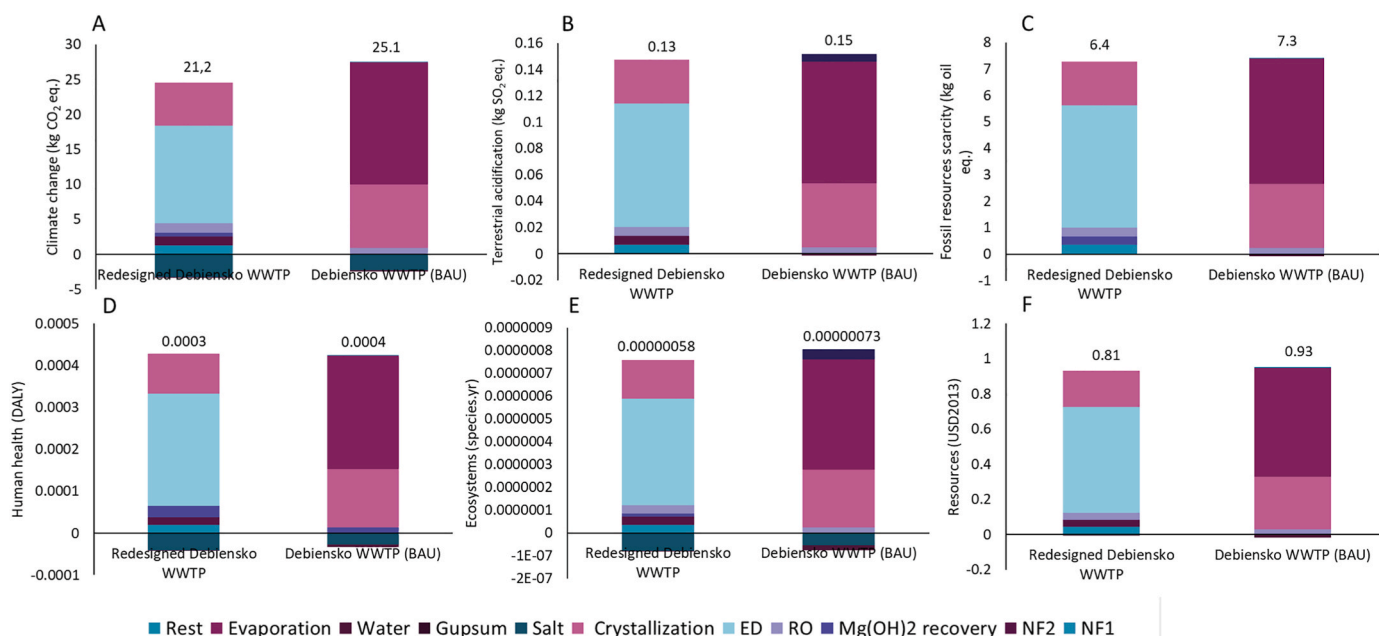 A
Climate change (kg CO2 eq.)
30
25
20
15
10
5
0
-5
21,2
25.1
Redesigned Debiensko
WWTP
Debiensko WWTP (BAU)
B
Terrestrial acidification (kg SO2 eq.)
0.16
0.14
0.12
0.1
0.08
0.06
0.04
0.02
0
-0.02
0.13
0.15
Redesigned Debiensko
WWTP
Debiensko WWTP (BAU)
C
Fossil resources scarcity (kg oil
eq.)
8
7
6
5
4
3
2
1
0
-1
6.4
7.3
Redesigned Debiensko
WWTP
Debiensko WWTP (BAU)
D
Human health (DALY)
0.0005
0.0004
0.0003
0.0002
0.0001
0
-0.0001
0.0003
0.0004
Redesigned Debiensko
WWTP
Debiensko WWTP (BAU)
E
Ecosystems (species.yr)
0.0000009
0.0000008
0.0000007
0.0000006
0.0000005
0.0000004
0.0000003
0.0000002
0.0000001
0
-1E-07
-2E-07
0.00000058
0.00000073
Redesigned Debiensko
WWTP
Debiensko WWTP (BAU)
F
Resources (USD2013)
1.2
1
0.8
0.6
0.4
0.2
0
-0.2
0.81
0.93
Redesigned Debiensko
WWTP
Debiensko WWTP (BAU)
Rest Evaporation Water Gupsum Salt Crystallization ED RO Mg(OH)2 recovery NF2 NF1